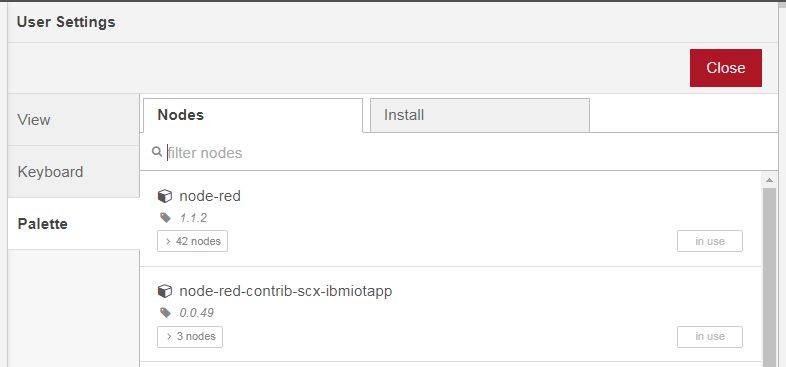 User Settings
Close
View
Keyboard
Palette
Nodes
Install
filter nodes
node-red
1.1.2
42 nodes
in use
node-red-contrib-scx-ibmiotapp
0.0.49
3 nodes
in use